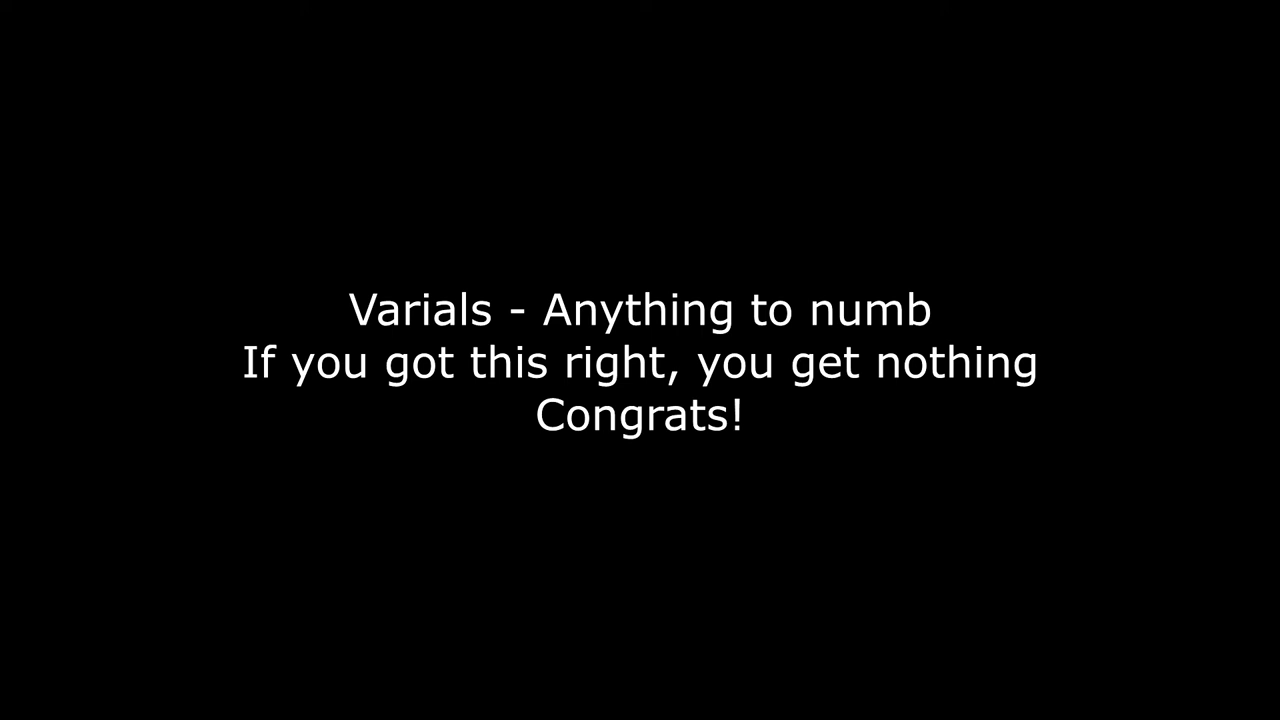 Varials - Anything to numb
If you got this right, you get nothing
Congrats!